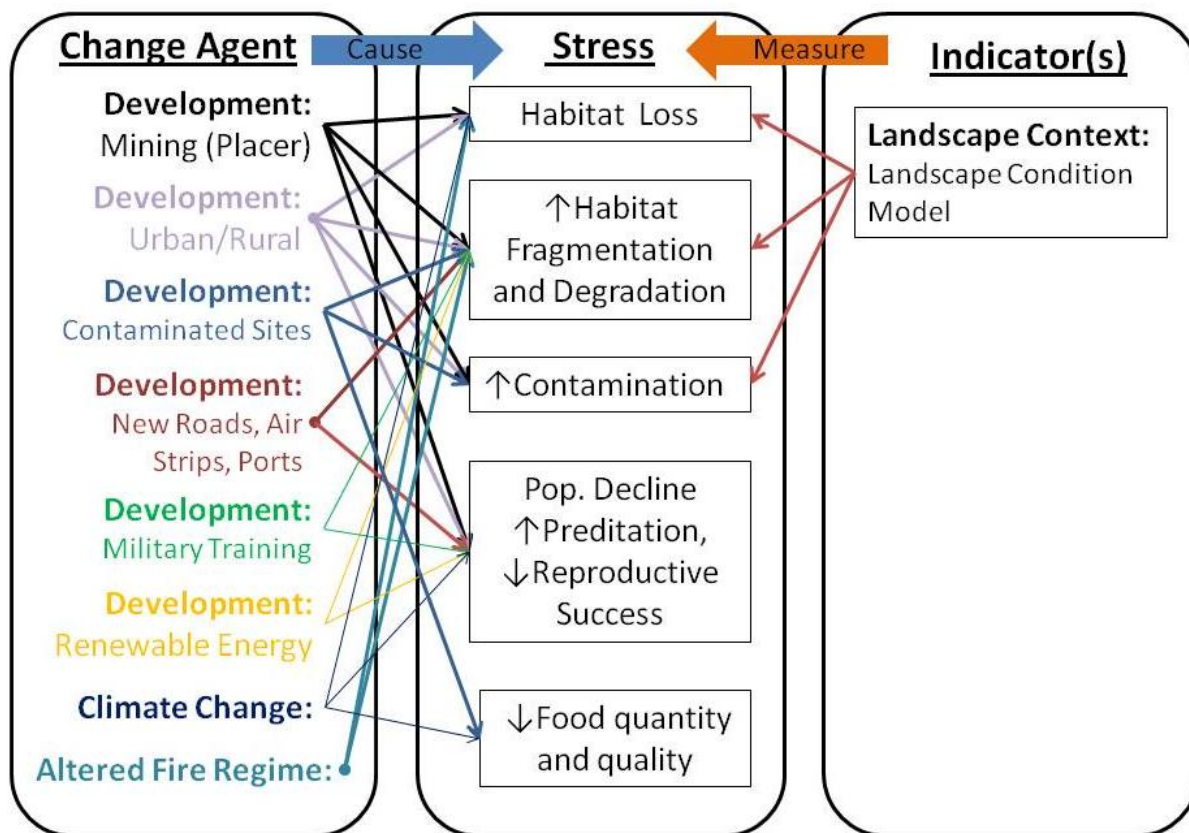 Change Agent
Cause
Stress
Measure
Indicator(s)
Development:
Mining (Placer)
Development:
Urban/Rural
Development:
Contaminated Sites
Development:
New Roads, Air
Strips, Ports
Development:
Military Training
Development:
Renewable Energy
Climate Change:
Altered Fire Regime:
Habitat Loss
↑Habitat
Fragmentation
and Degradation
↑Contamination
Pop. Decline
↑Preditation,
↓Reproductive
Success
↓Food quantity
and quality
Landscape Context:
Landscape Condition
Model